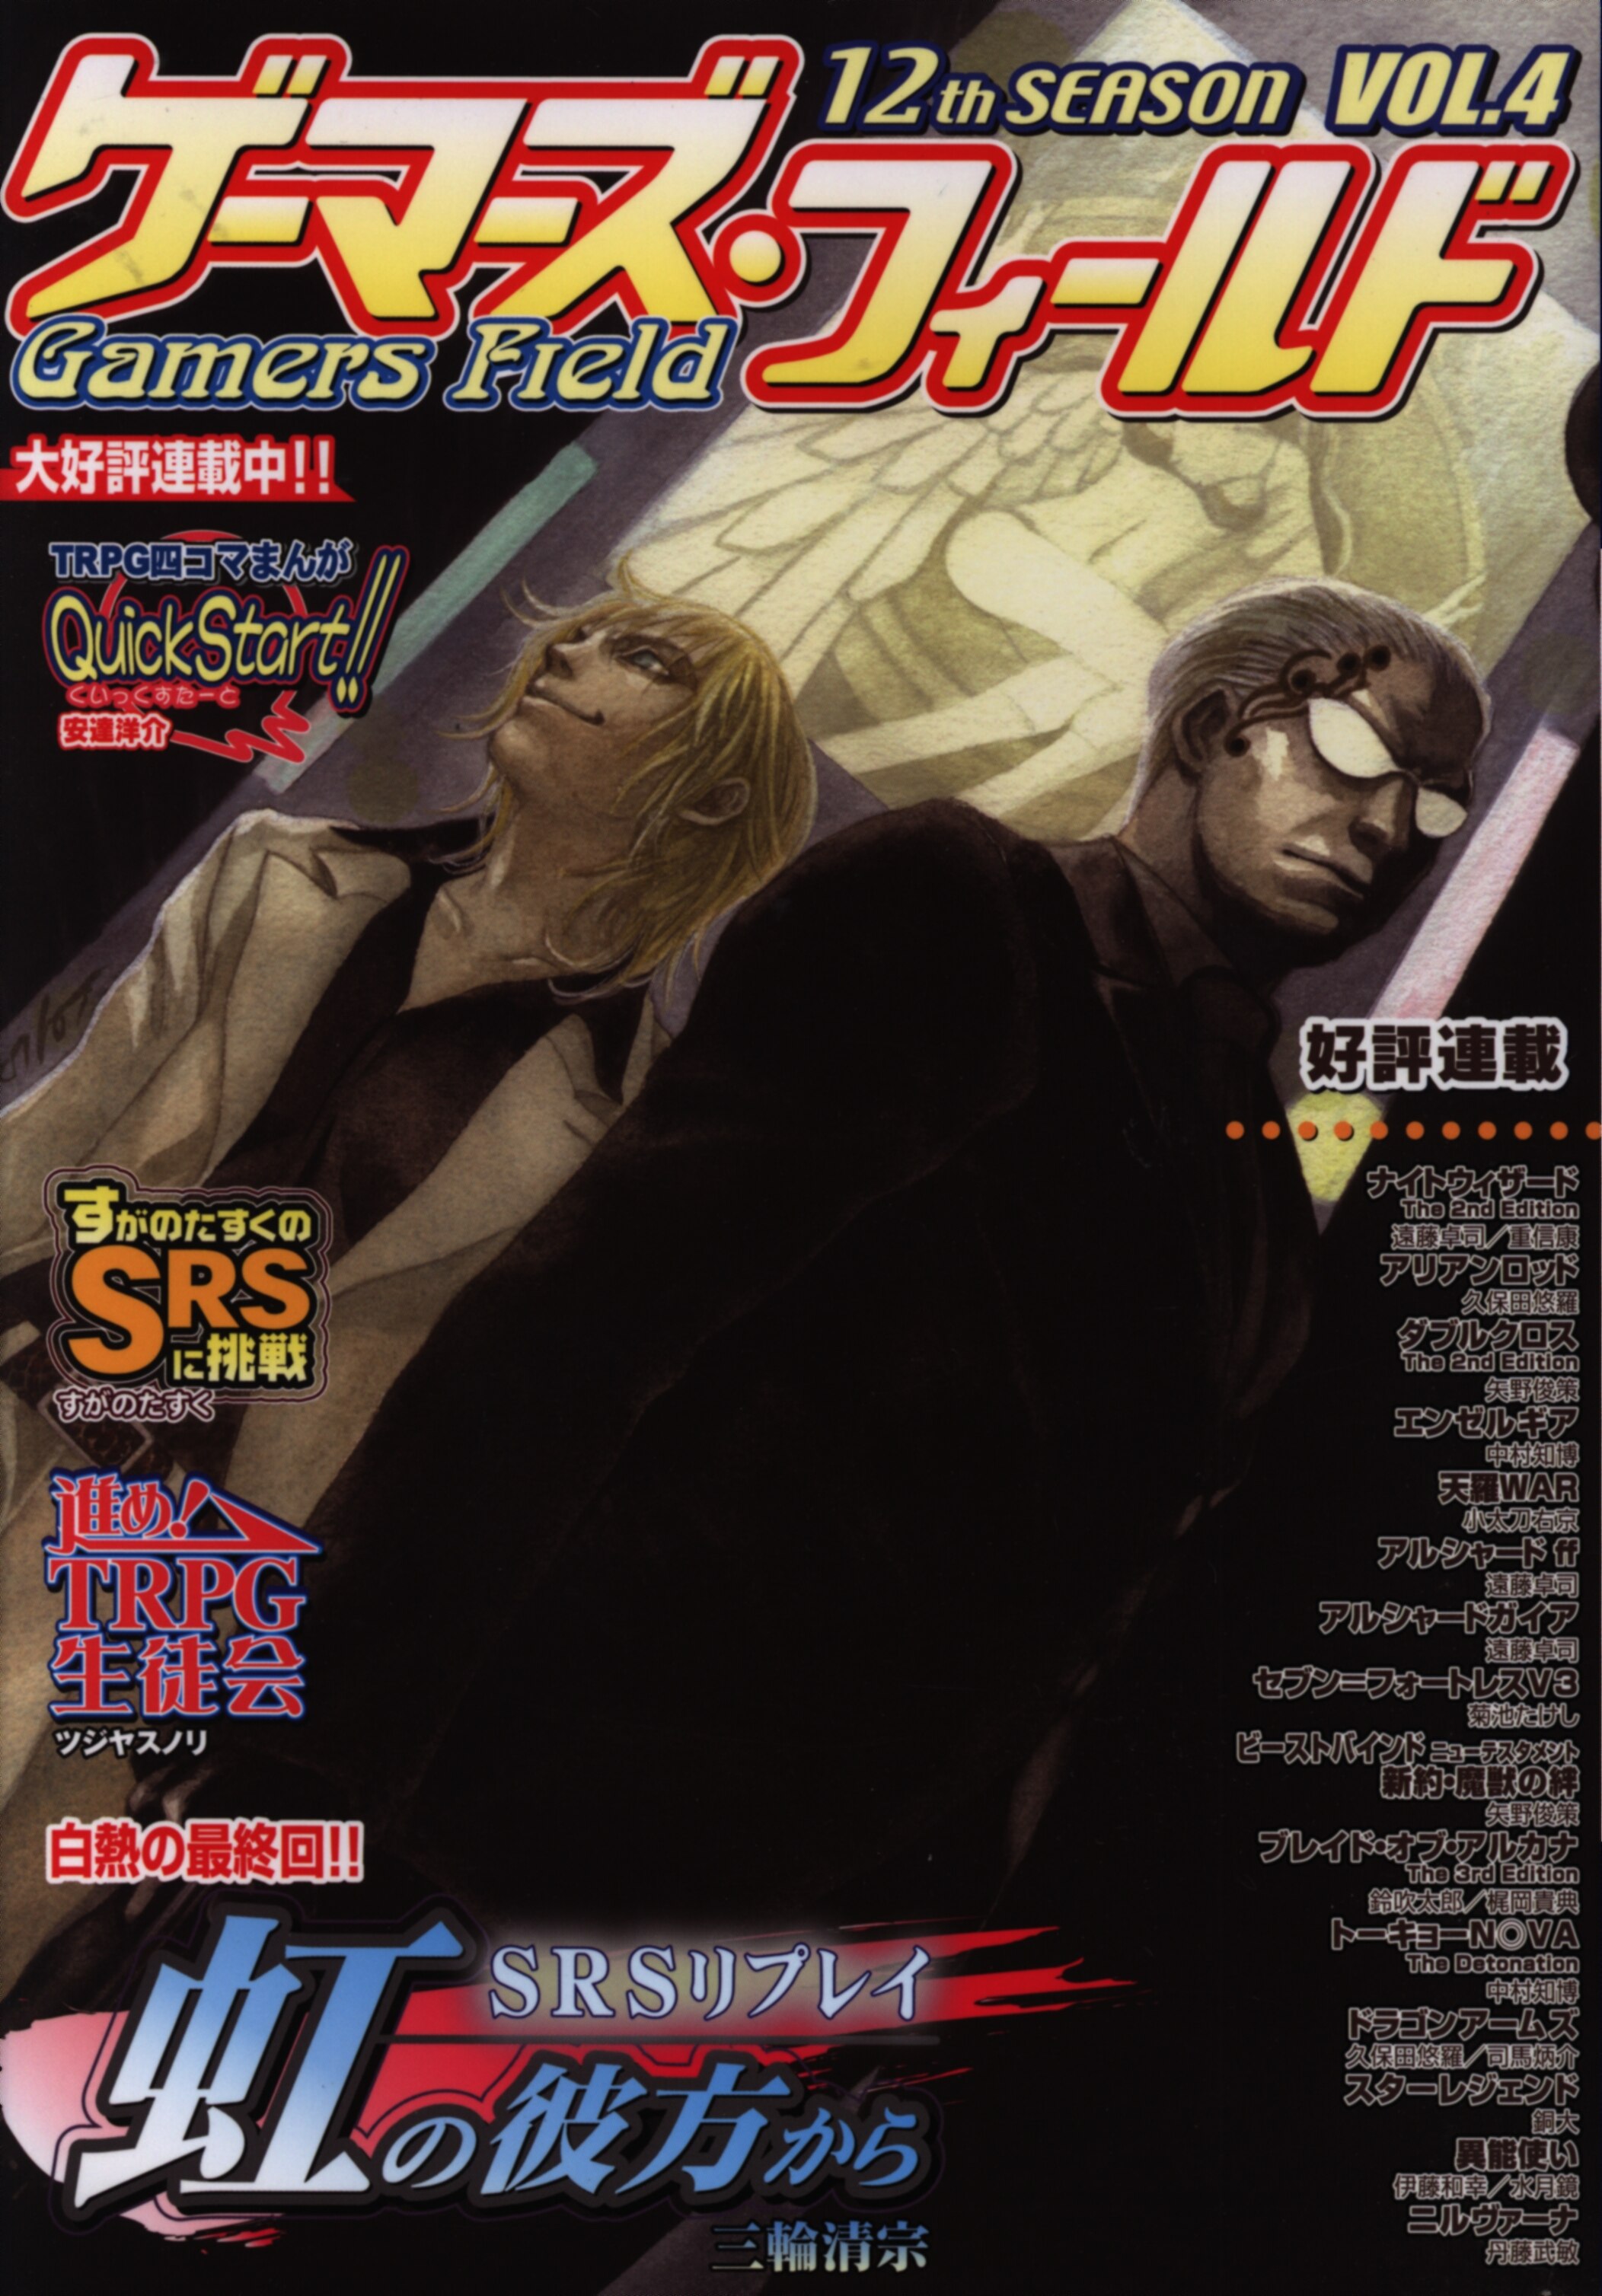 12th SEASON VOL.4
ゲーマーズ・フィールド
Gamers Field
大好評連載中!!
TRPG四コマまんが
QuickStart!!
くいっくすたーと
安達洋介
すがのたすくの
SRS
に挑戦
すがのたすく
進め!
TRPG
生徒会
ツジヤスノリ
白熱の最終回!!
SRSリプレイ
虹の彼方から
三輪清宗
好評連載
ナイトウィザード
The 2nd Edition
遠藤卓司／重信康
アリアンロッド
久保田悠羅
ダブルクロス
The 2nd Edition
矢野俊策
エンゼルギア
中村知博
天羅WAR
小太刀右京
アルシャード ff
遠藤卓司
アルシャードガイア
遠藤卓司
セブン=フォートレスV3
菊池たけし
ビーストバインド ニューテスタメント
新約・魔獣の絆
矢野俊策
ブレイド・オブ・アルカナ
The 3rd Edition
鈴吹太郎／梶岡貴典
トーキョーN◎VA
The Detonation
中村知博
ドラゴンアームズ
久保田悠羅／司馬炳介
スターレジェンド
銅大
異能使い
伊藤和幸／水月鏡
ニルヴァーナ
丹藤武敏